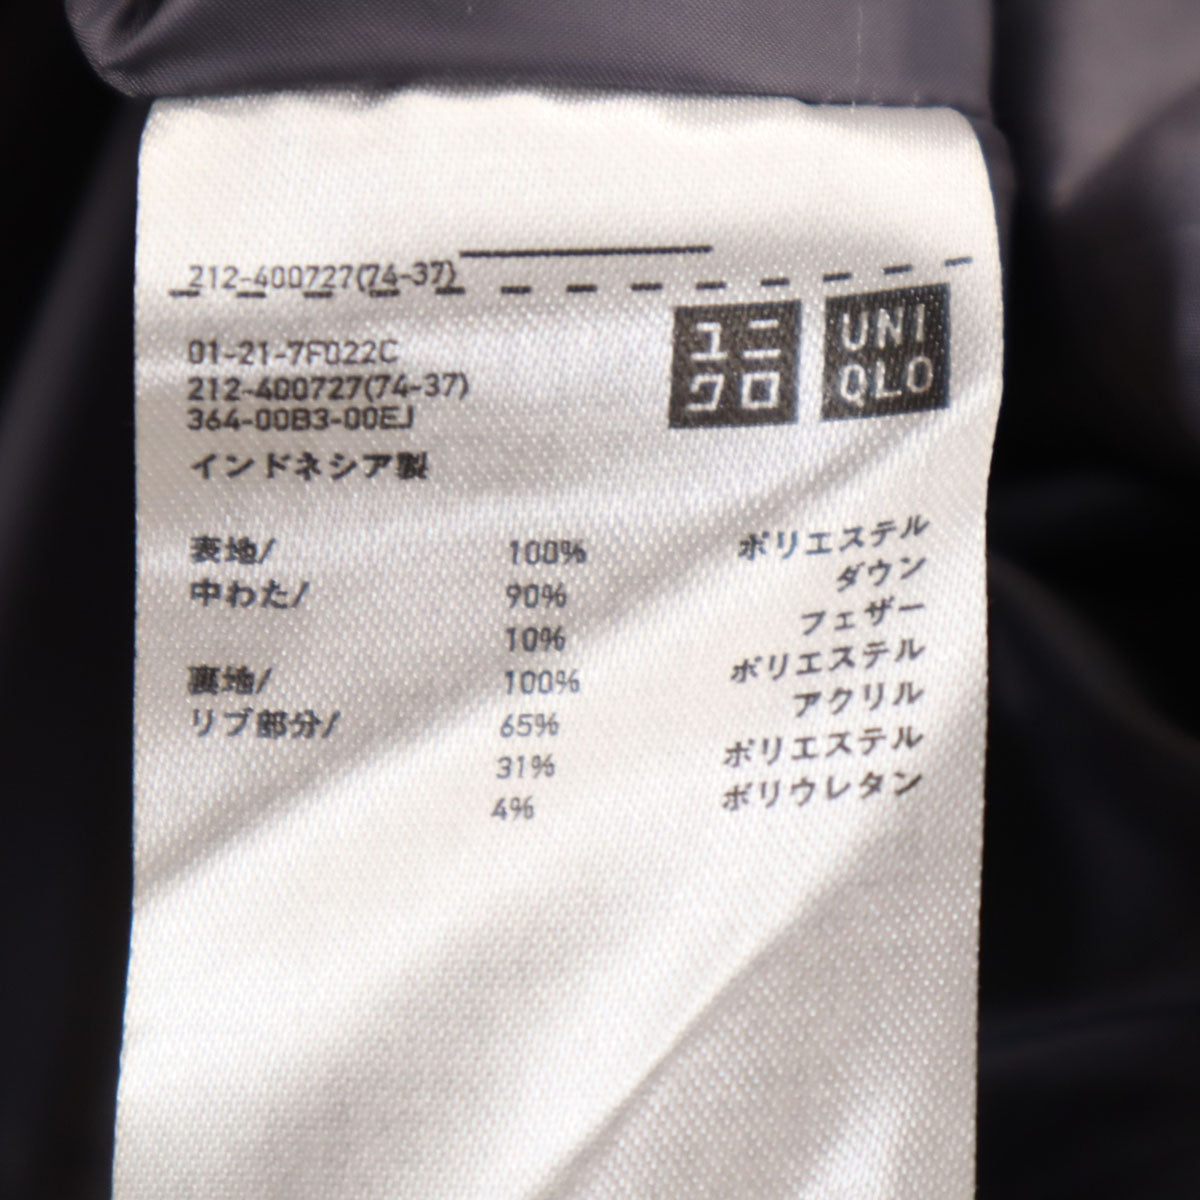 212-400727(74-37)
ユニ
クロ
UNI
QLO
01-21-7F022C
212-400727(74-37)
364-00B3-00EJ
インドネシア製
表地/ 100% ポリエステル
中わた/ 90% ダウン
10% フェザー
裏地/ 100% ポリエステル
リブ部分/ 65% アクリル
31% ポリエステル
4% ポリウレタン